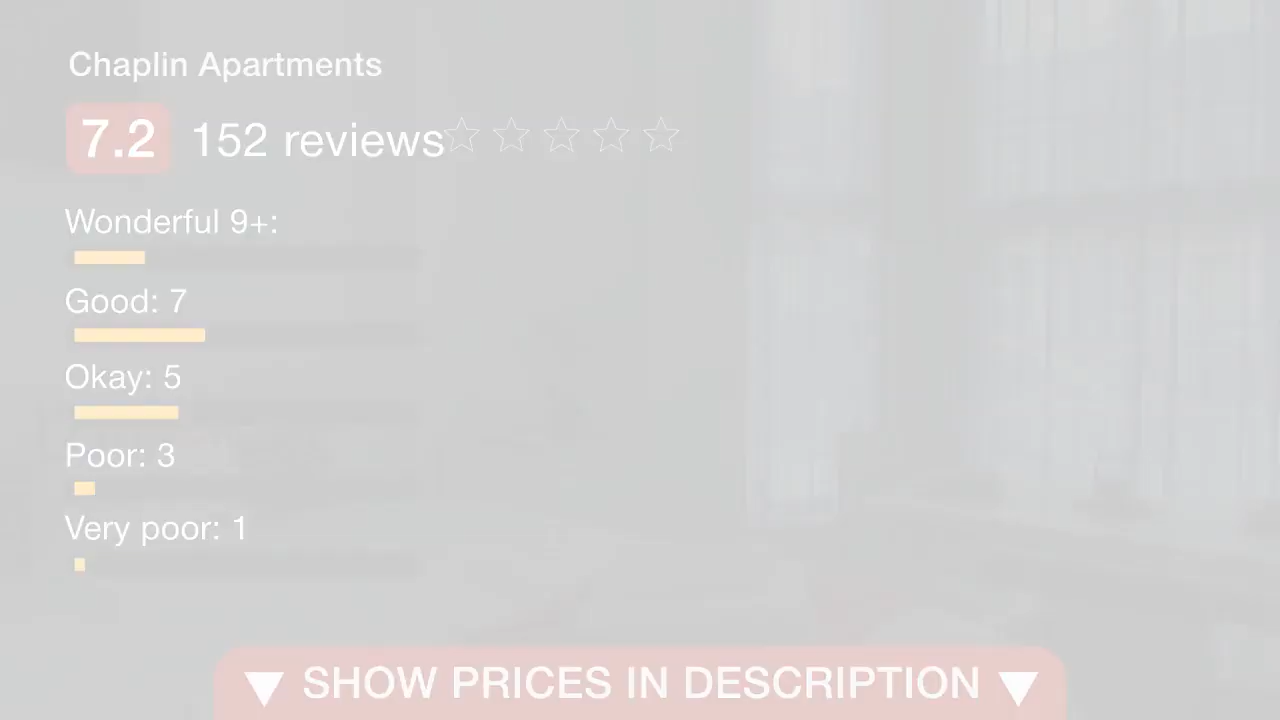 Chaplin Apartments
7.2 152 reviews
Wonderful 9+:
Good: 7
Okay: 5
Poor: 3
Very poor: 1
SHOW PRICES IN DESCRIPTION